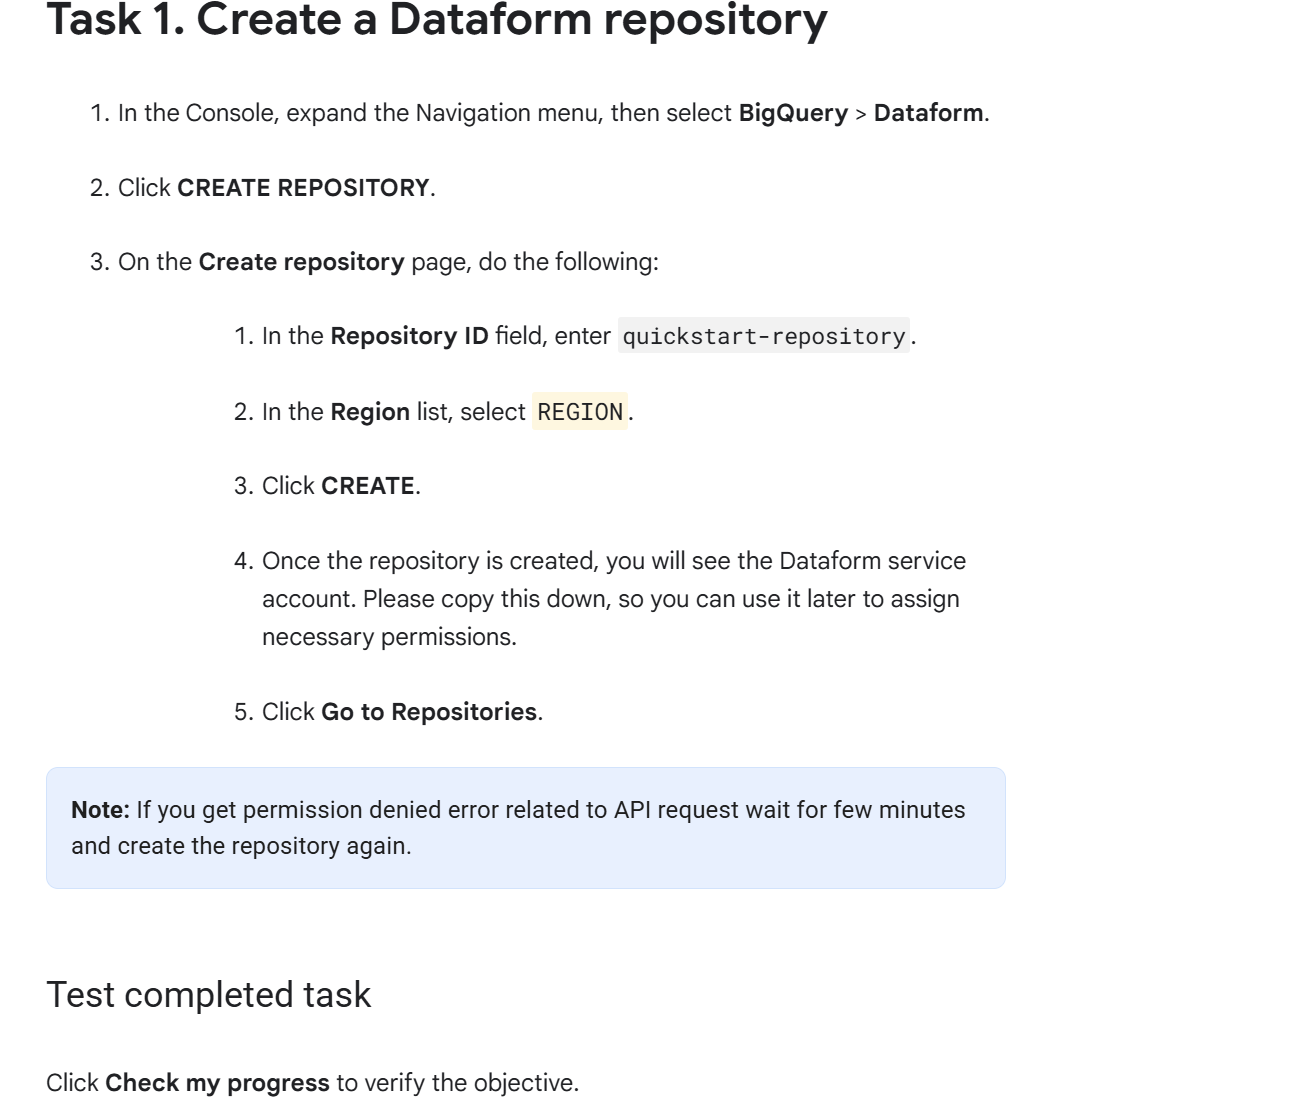 Task 1. Create a Dataform repository
1. In the Console, expand the Navigation menu, then select BigQuery > Dataform.
2. Click CREATE REPOSITORY.
3. On the Create repository page, do the following:
1. In the Repository ID field, enter quickstart-repository.
2. In the Region list, select REGION.
3. Click CREATE.
4. Once the repository is created, you will see the Dataform service
account. Please copy this down, so you can use it later to assign
necessary permissions.
5. Click Go to Repositories.
Note: If you get permission denied error related to API request wait for few minutes
and create the repository again.
Test completed task
Click Check my progress to verify the objective.